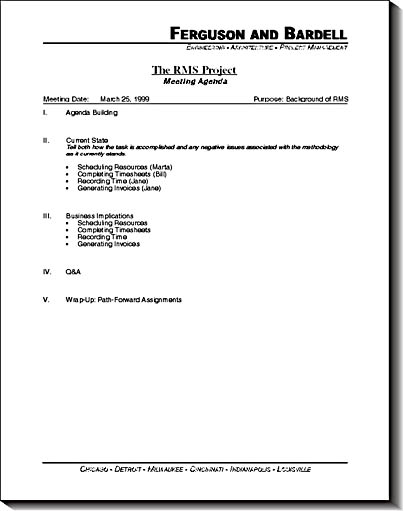 FERGUSON AND BARDELL
ENGINEERING • ARCHITECTURE • PROJECT MANAGEMENT
The RMS Project
Meeting Agenda
Meeting Date: March 25, 1999 Purpose: Background of RMS
I. Agenda Building
II. Current State
Tell both how the task is accomplished and any negative issues associated with the methodology
as it currently stands.
• Scheduling Resources (Marta)
• Completing Timesheets (Bill)
• Recording Time (Jane)
• Generating Invoices (Jane)
III. Business Implications
• Scheduling Resources
• Completing Timesheets
• Recording Time
• Generating Invoices
IV. Q&A
V. Wrap-Up: Path-Forward Assignments
CHICAGO • DETROIT • MILWAUKEE • CINCINNATI • INDIANAPOLIS • LOUISVILLE